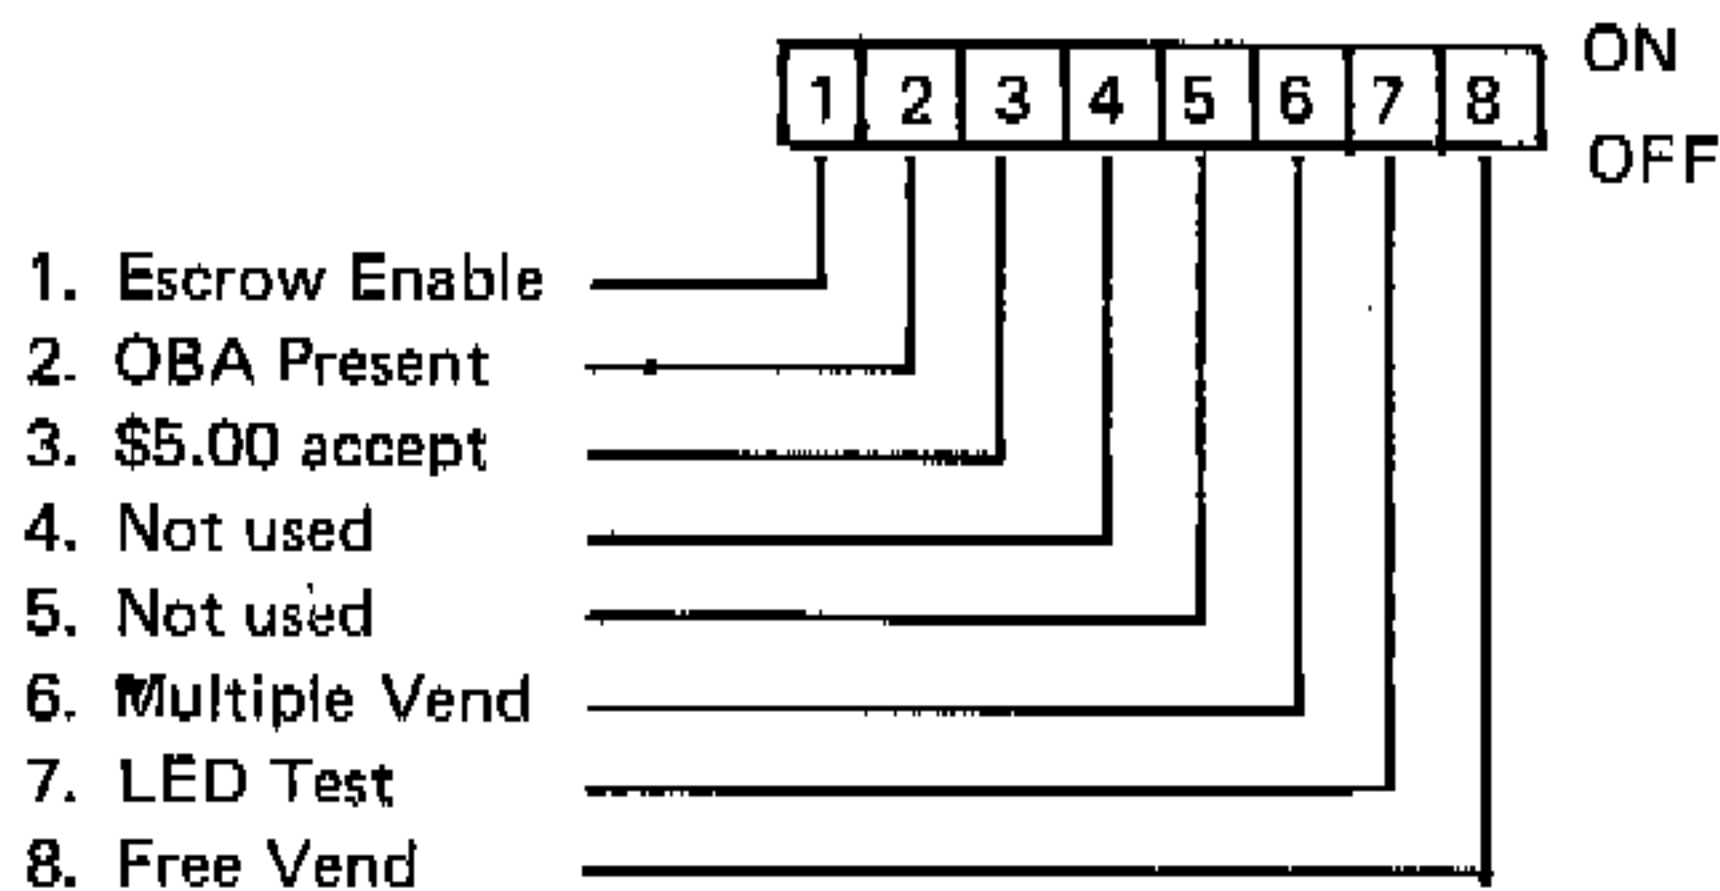 1 2 3 4 5 6 7 8 ON
OFF
1. Escrow Enable
2. OBA Present
3. $5.00 accept
4. Not used
5. Not used
6. Multiple Vend
7. LED Test
8. Free Vend